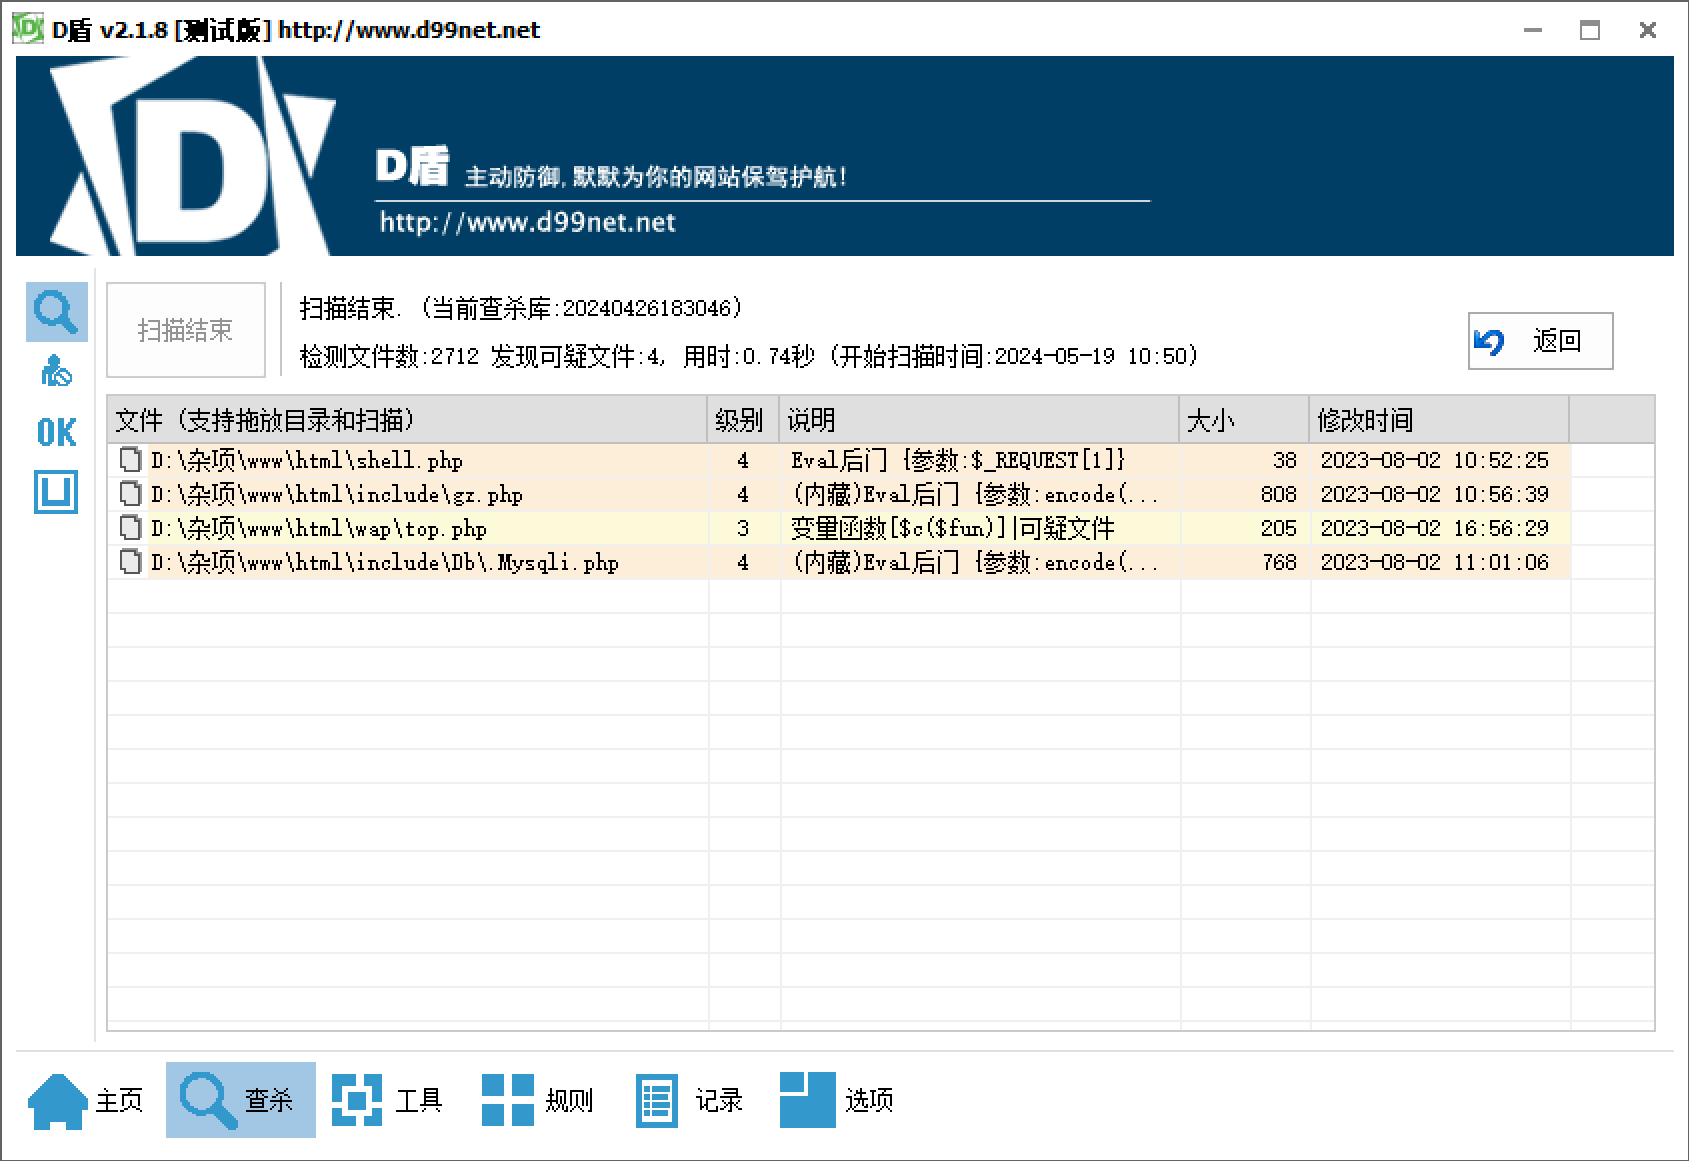 D盾 v2.1.8 [测试版] http://www.d99net.net
D盾 主动防御,默默为你的网站保驾护航!
http://www.d99net.net
扫描结束
扫描结束. (当前查杀库:20240426183046)
检测文件数:2712 发现可疑文件:4, 用时:0.74秒 (开始扫描时间:2024-05-19 10:50)
返回
OK
文件 (支持拖放目录和扫描) 级别 说明 大小 修改时间
D:\杂项\www\html\shell.php 4 Eval后门 {参数:$_REQUEST[1]} 38 2023-08-02 10:52:25
D:\杂项\www\html\include\gz.php 4 (内藏)Eval后门 {参数:encode(... 808 2023-08-02 10:56:39
D:\杂项\www\html\wap\top.php 3 变量函数[$c($fun)]|可疑文件 205 2023-08-02 16:56:29
D:\杂项\www\html\include\Db\.Mysqli.php 4 (内藏)Eval后门 {参数:encode(... 768 2023-08-02 11:01:06
主页 查杀 工具 规则 记录 选项